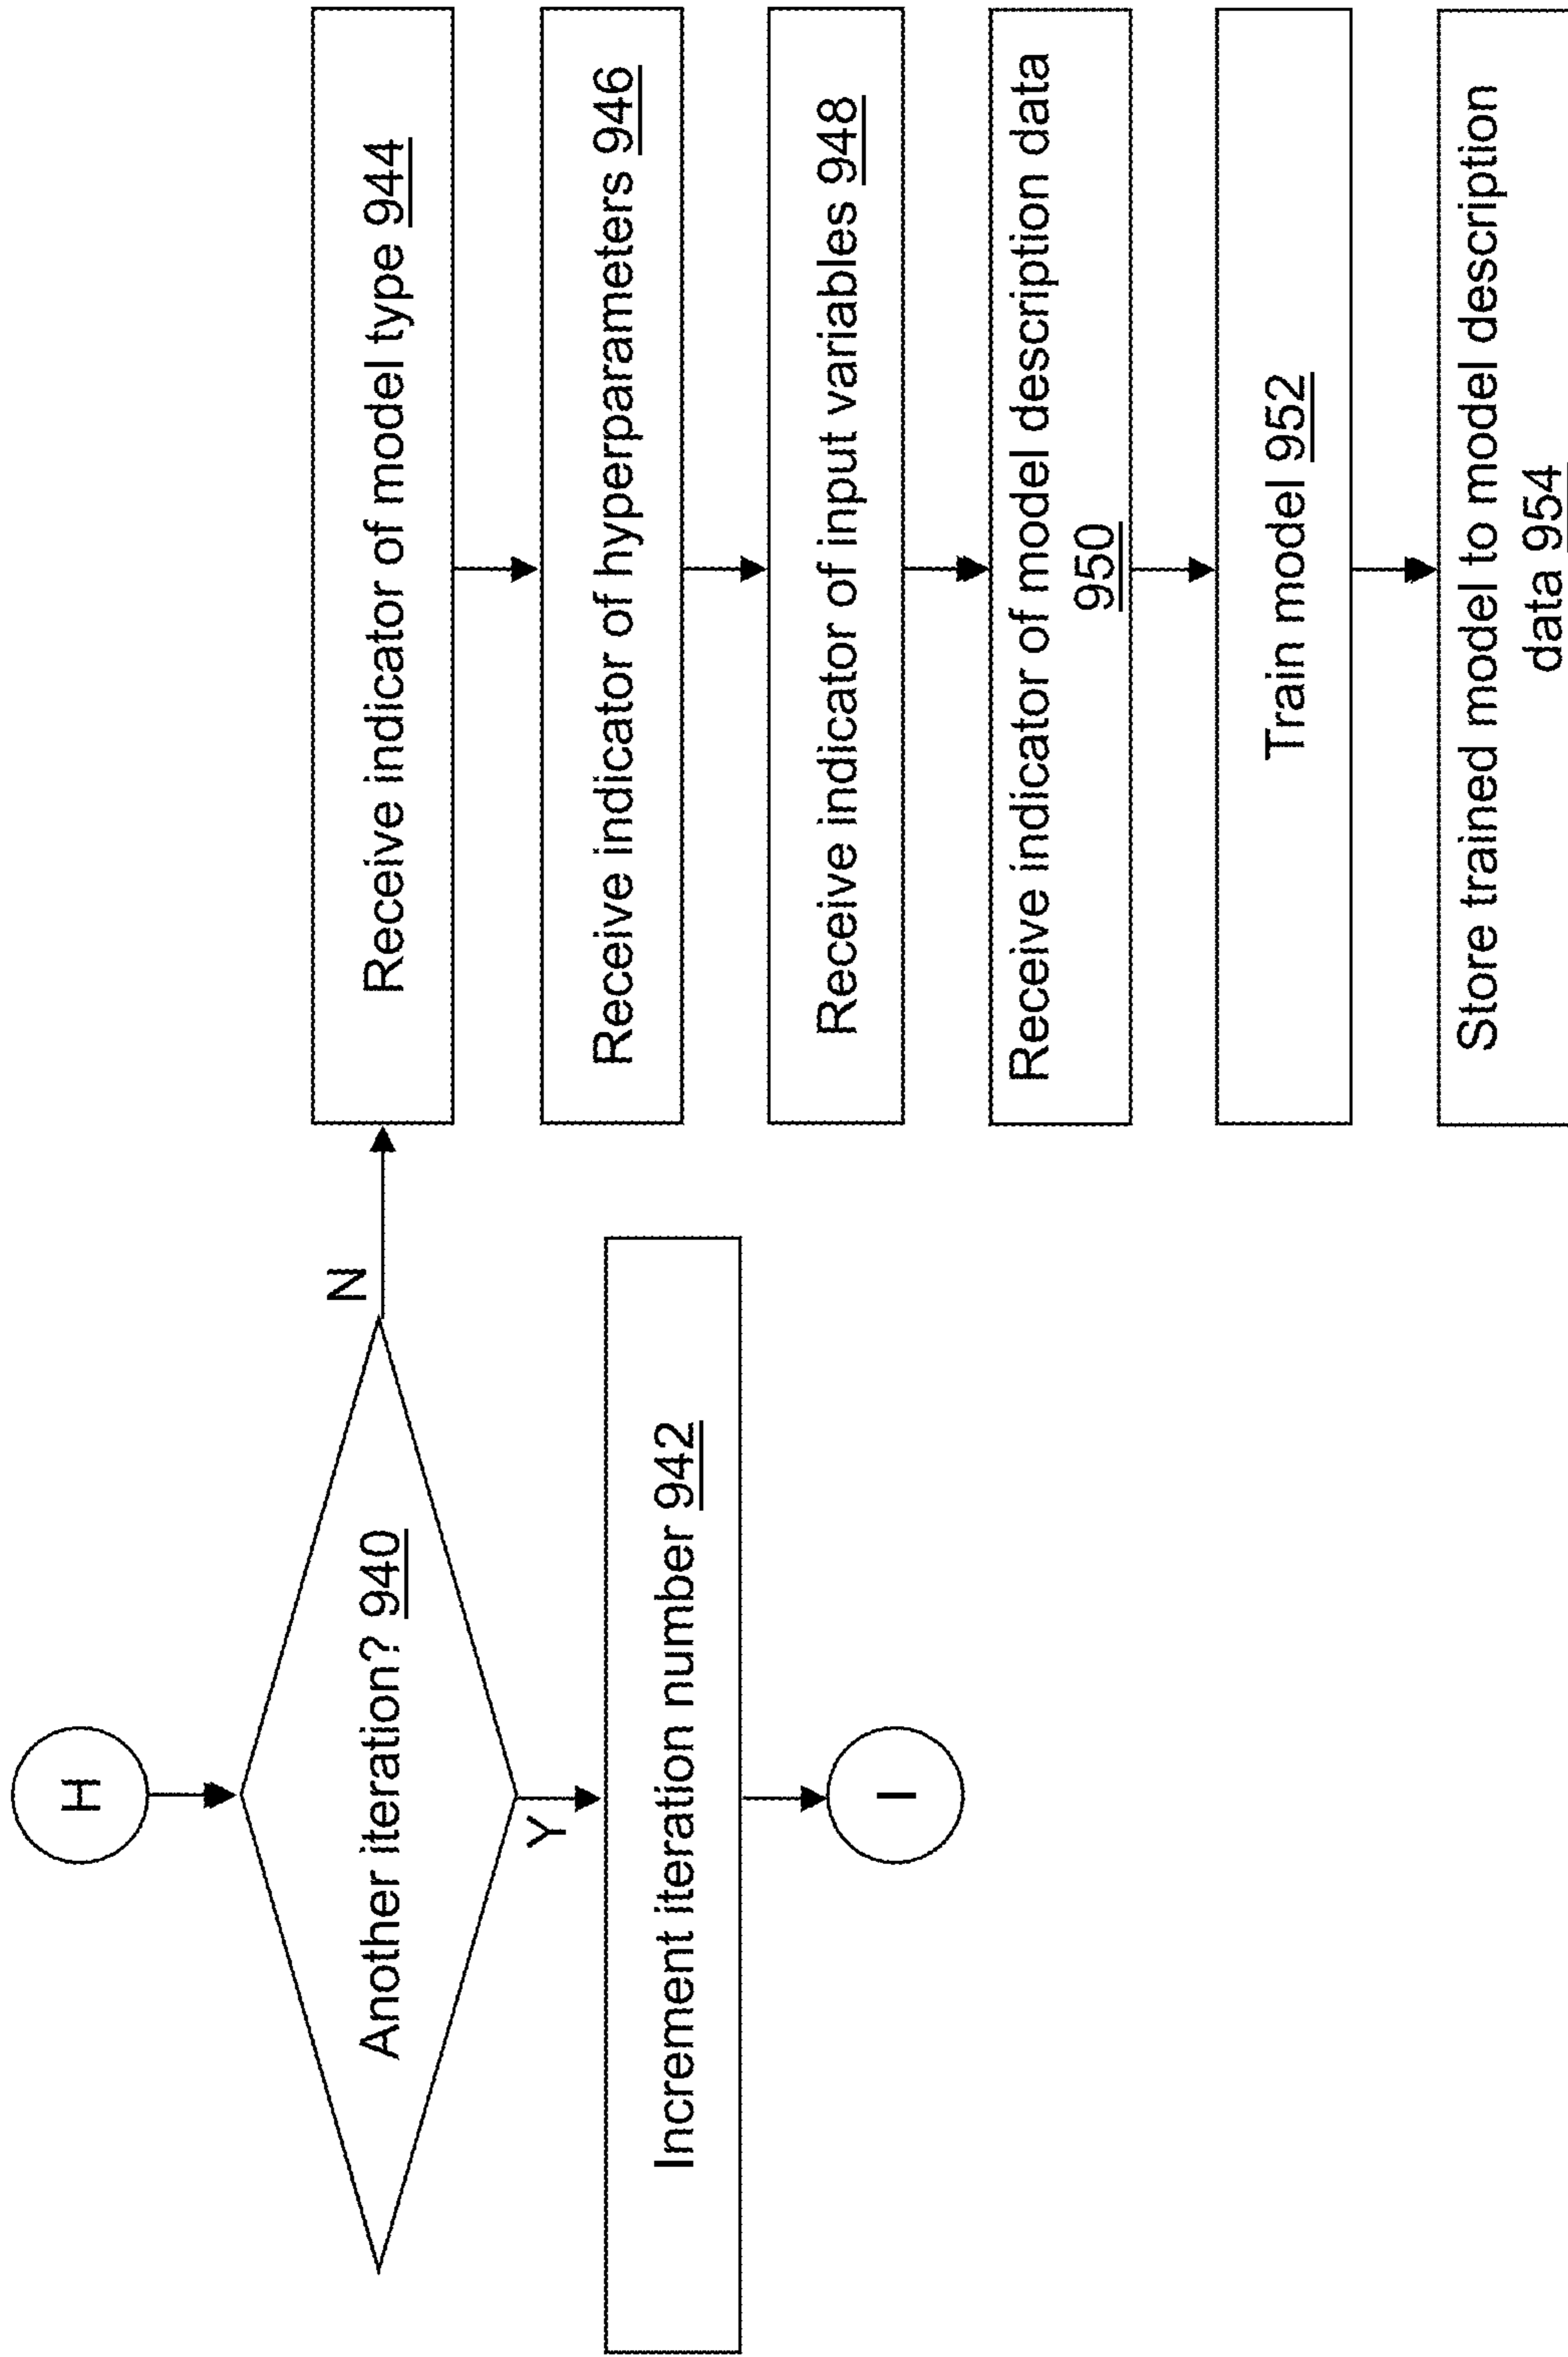 H
Another iteration? 940
N
Y
Increment iteration number 942
I
Receive indicator of model type 944
Receive indicator of hyperparameters 946
Receive indicator of input variables 948
Receive indicator of model description data
950
Train model 952
Store trained model to model description
data 954